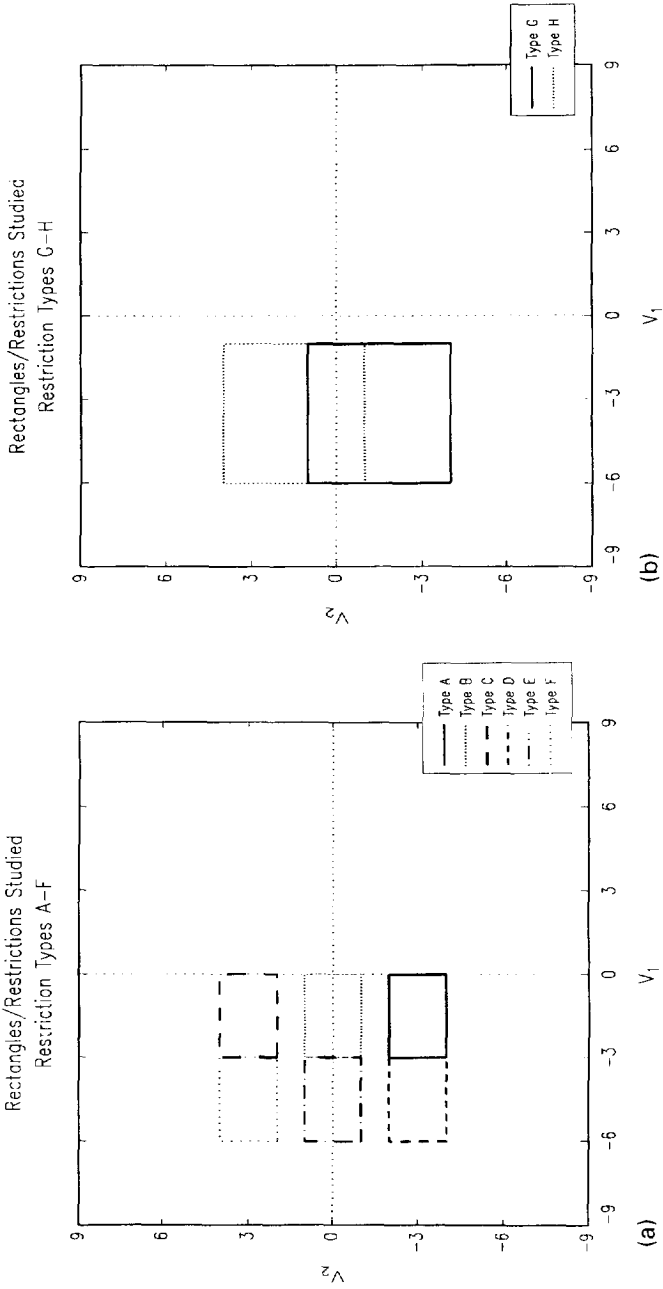 Rectangles/Restrictions Studied
Restriction Types A-F
9
6
3
0
-3
-6
-9
V2
-9
-6
-3
0
3
6
9
V1
Type A
Type B
Type C
Type D
Type E
Type F
(a)
Rectangles/Restrictions Studied
Restriction Types G-H
9
6
3
0
-3
-6
-9
V2
-9
-6
-3
0
3
6
9
V1
Type G
Type H
(b)